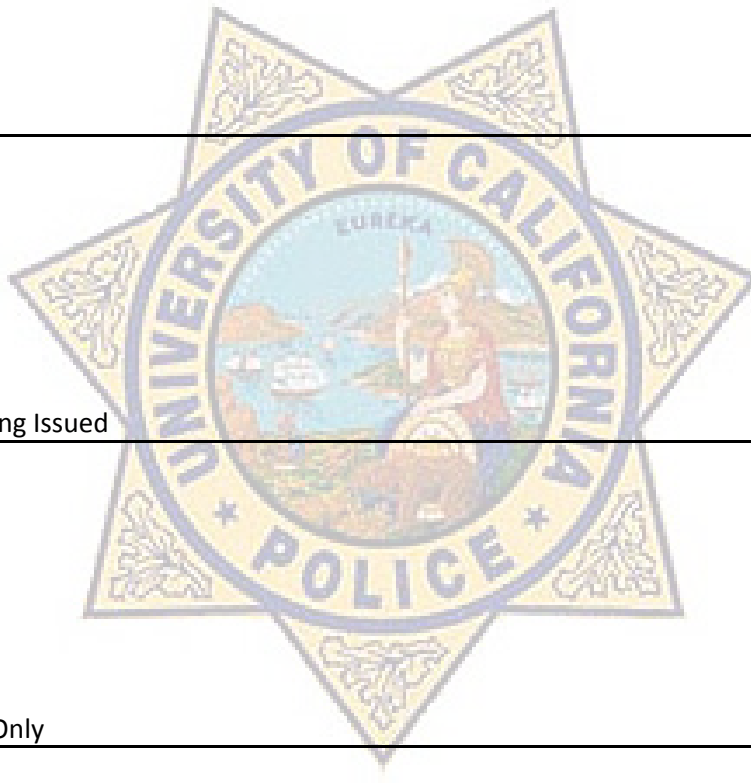 UNIVERSITY OF CALIFORNIA
EUREKA
ng Issued
* POLICE *
Only